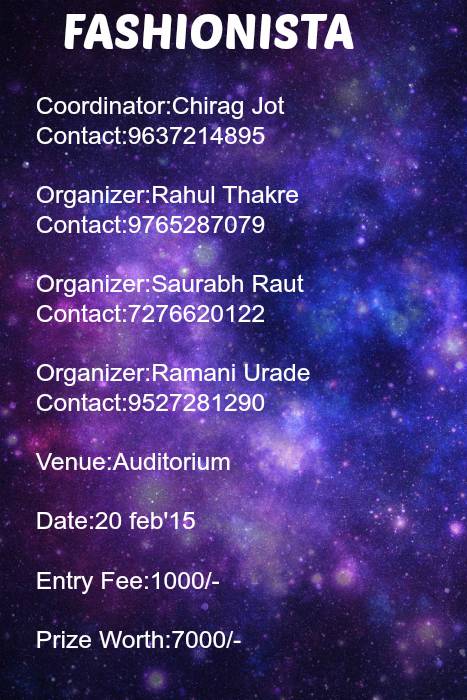 FASHIONISTA
Coordinator:Chirag Jot
Contact:9637214895
Organizer:Rahul Thakre
Contact:9765287079
Organizer:Saurabh Raut
Contact:7276620122
Organizer:Ramani Urade
Contact:9527281290
Venue:Auditorium
Date:20 feb'15
Entry Fee:1000/-
Prize Worth:7000/-